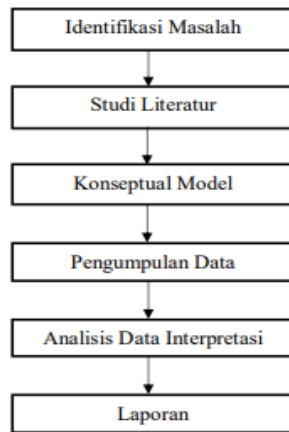 Identifikasi Masalah
Studi Literatur
Konseptual Model
Pengumpulan Data
Analisis Data Interpretasi
Laporan